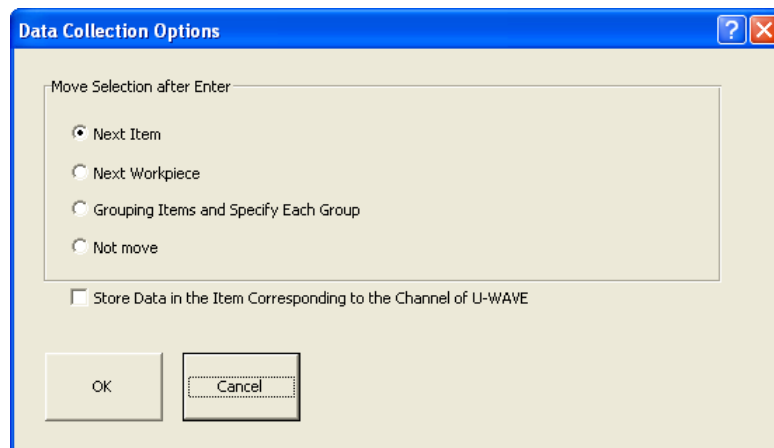 Data Collection Options
Move Selection after Enter
Next Item
Next Workpiece
Grouping Items and Specify Each Group
Not move
Store Data in the Item Corresponding to the Channel of U-WAVE
OK
Cancel